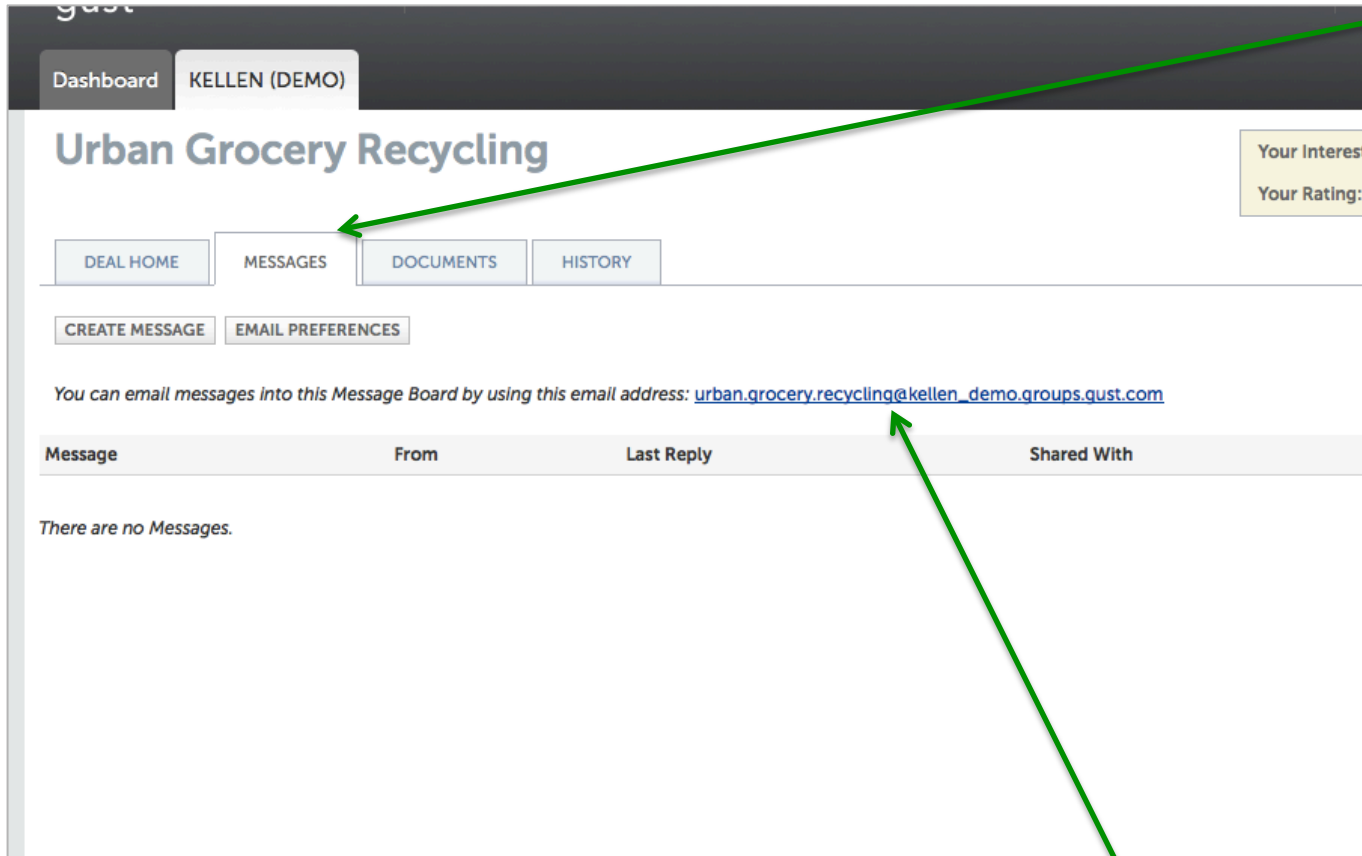 gust
Dashboard KELLEN (DEMO)
Urban Grocery Recycling
Your Interest
Your Rating:
DEAL HOME MESSAGES DOCUMENTS HISTORY
CREATE MESSAGE EMAIL PREFERENCES
You can email messages into this Message Board by using this email address: urban.grocery.recycling@kellen_demo.groups.gust.com
Message From Last Reply Shared With
There are no Messages.